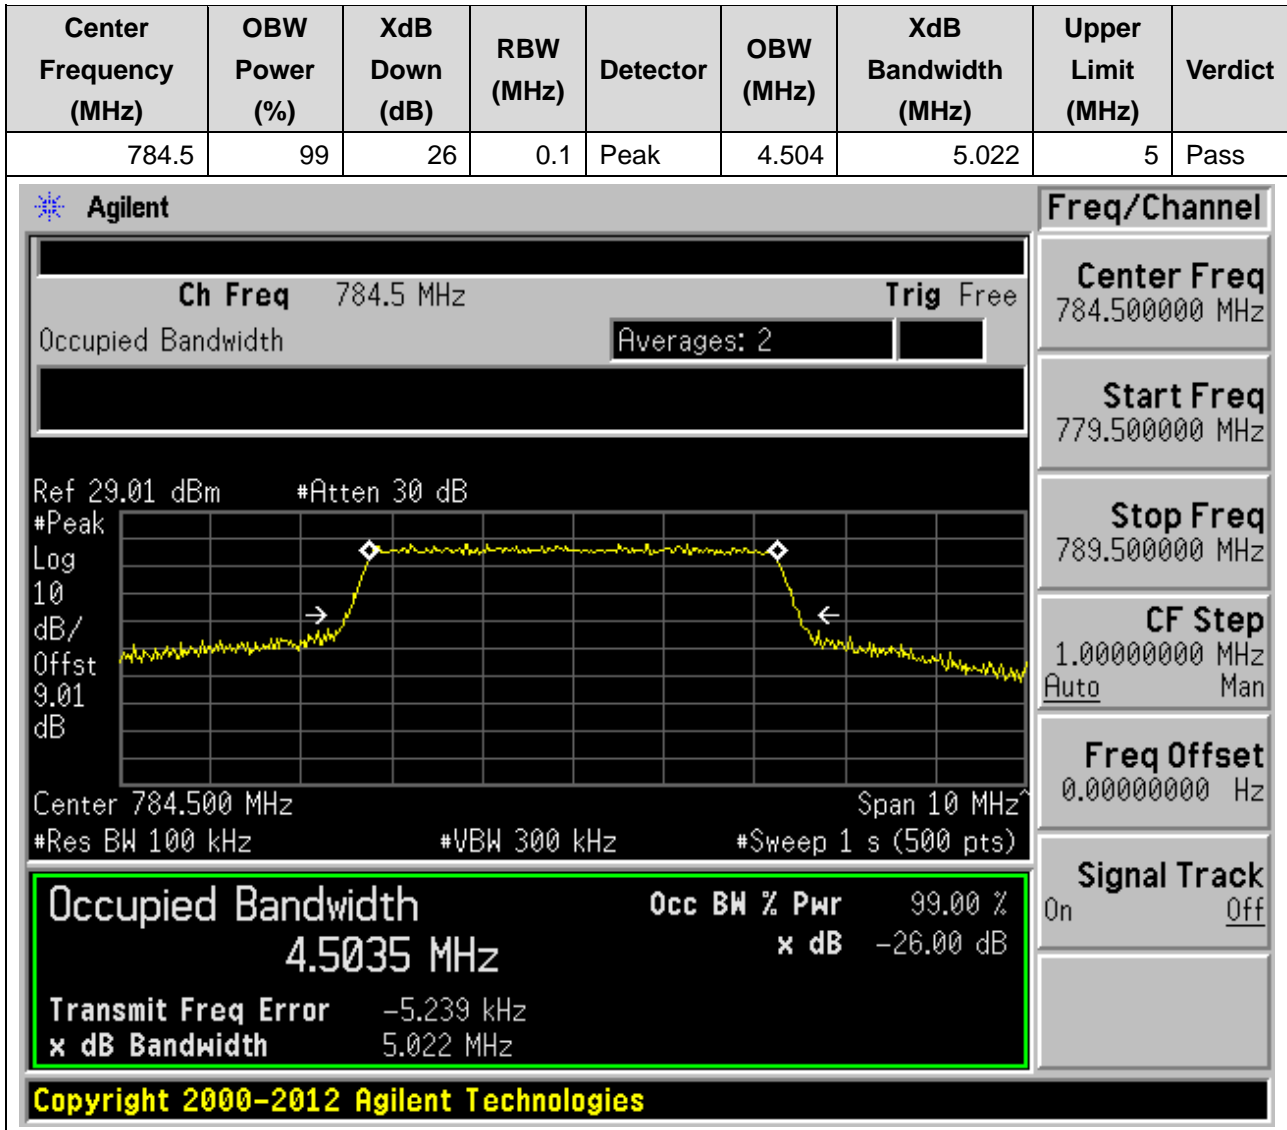 Center Frequency (MHz) OBW Power (%) XdB Down (dB) RBW (MHz) Detector OBW (MHz) XdB Bandwidth (MHz) Upper Limit (MHz) Verdict
784.5 99 26 0.1 Peak 4.504 5.022 5 Pass
Agilent
Ch Freq 784.5 MHz Trig Free
Occupied Bandwidth Averages: 2
Ref 29.01 dBm #Atten 30 dB
#Peak
Log
10
dB/
Offst
9.01
dB
Center 784.500 MHz Span 10 MHz^
#Res BW 100 kHz #VBW 300 kHz #Sweep 1 s (500 pts)
Occupied Bandwidth Occ BW % Pwr 99.00 %
4.5035 MHz x dB -26.00 dB
Transmit Freq Error -5.239 kHz
x dB Bandwidth 5.022 MHz
Copyright 2000-2012 Agilent Technologies
Freq/Channel
Center Freq
784.500000 MHz
Start Freq
779.500000 MHz
Stop Freq
789.500000 MHz
CF Step
1.00000000 MHz
Auto Man
Freq Offset
0.00000000 Hz
Signal Track
On Off